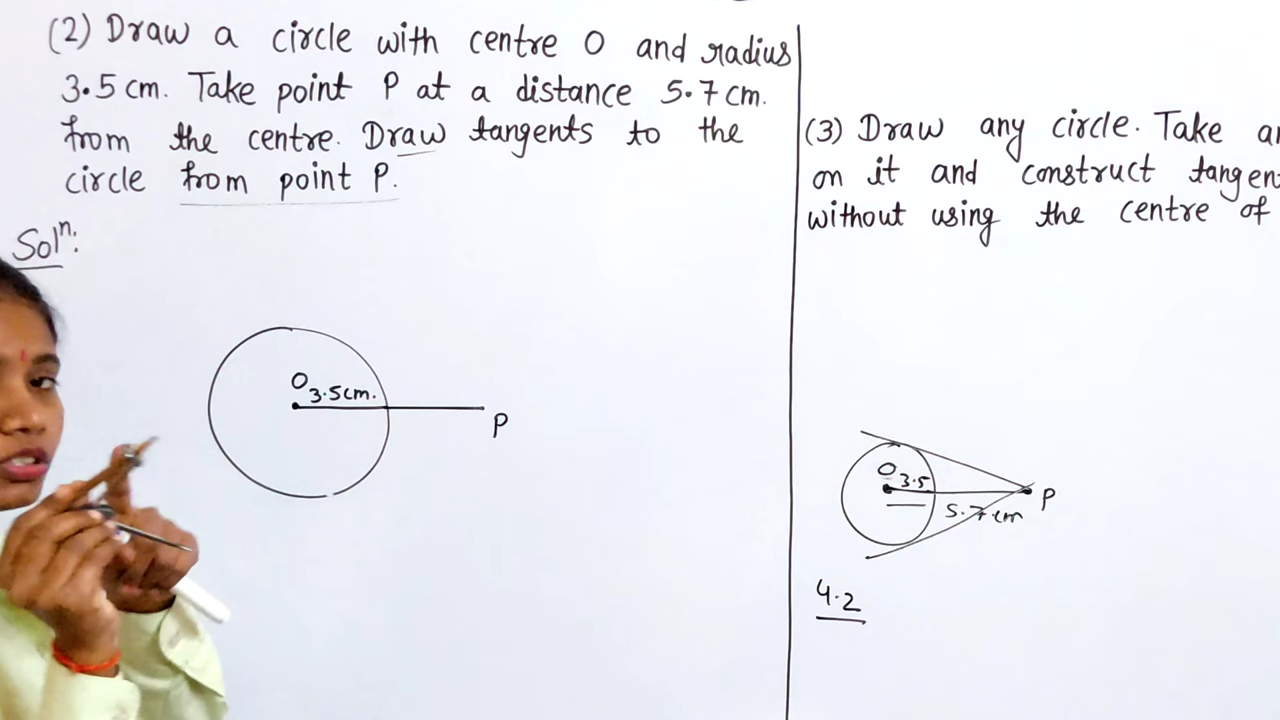 (2) Draw a circle with centre O and radius
3.5 cm. Take point P at a distance 5.7 cm.
from the centre. Draw tangents to the
circle from point P.
Solⁿ:
O
3.5cm.
P
(3) Draw any circle. Take
on it and construct
without using the centre of
O
3.5
5.7 cm
P
4.2